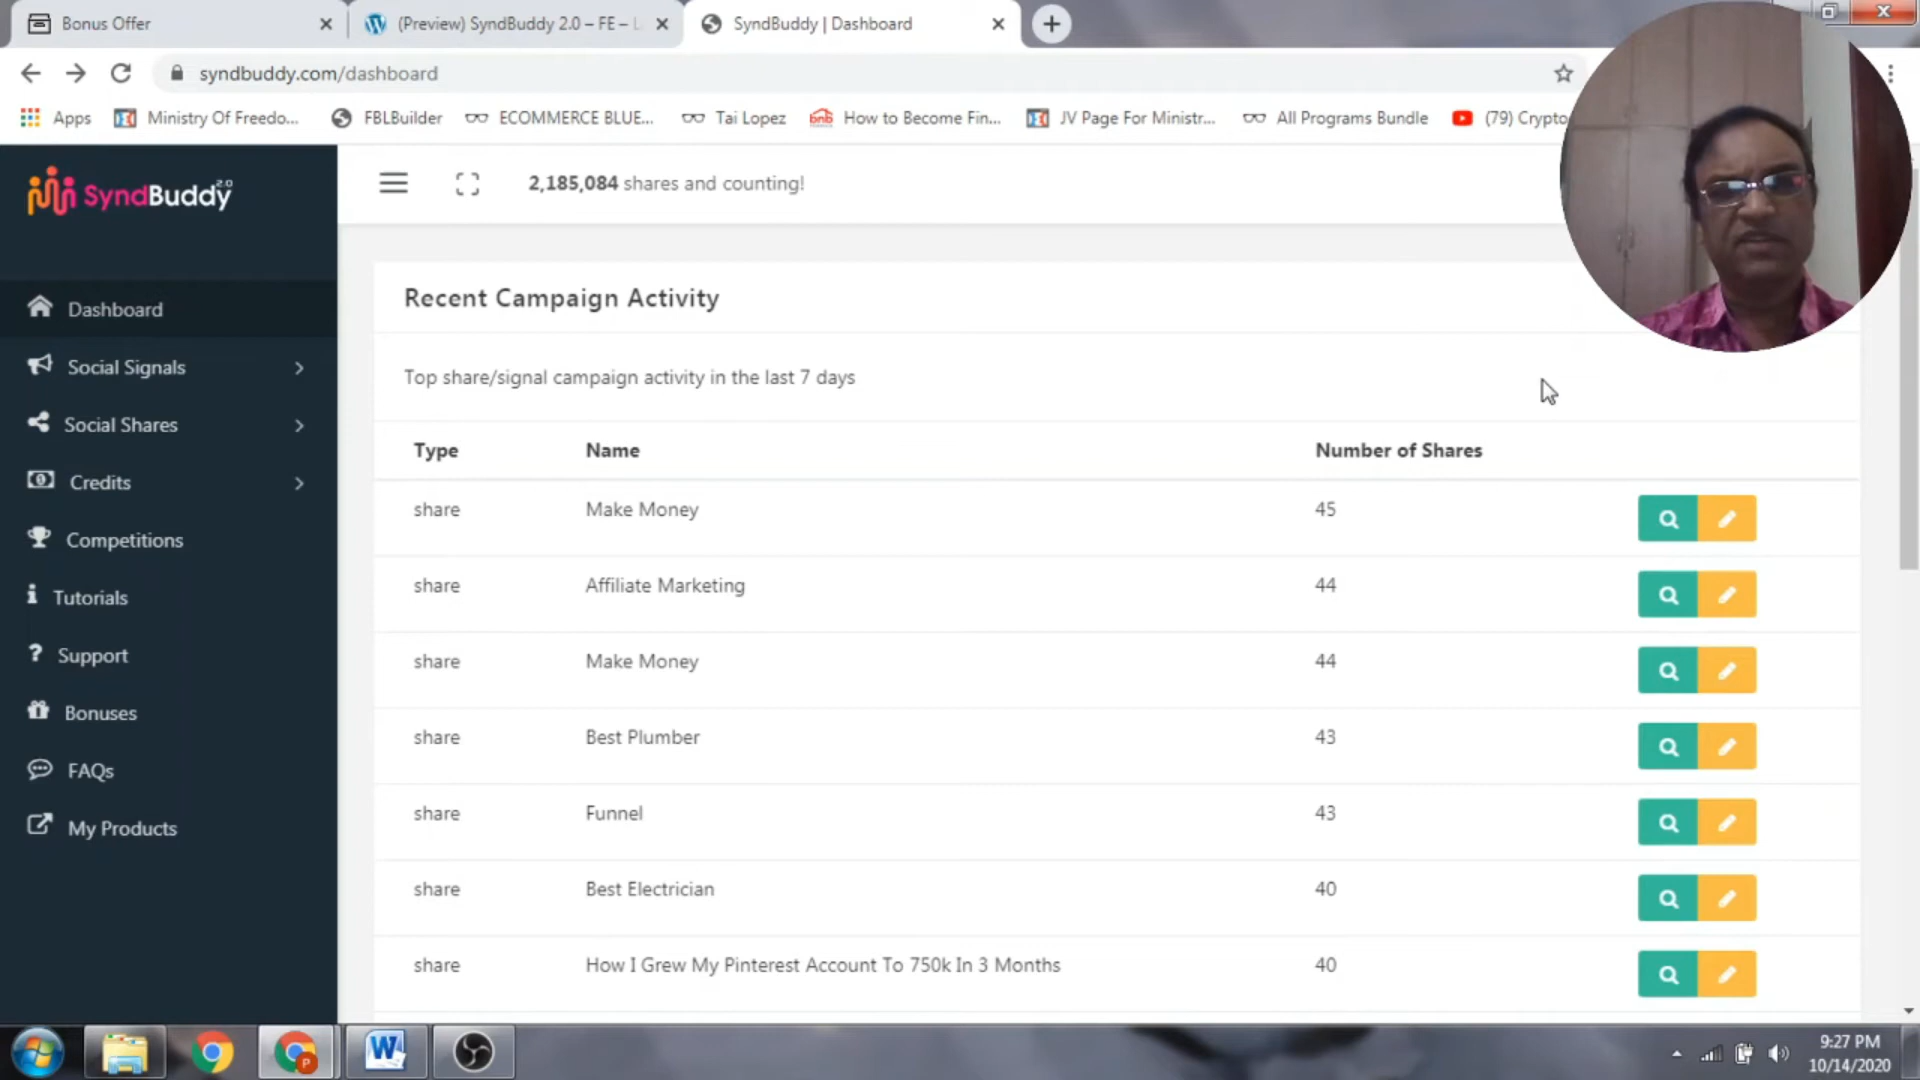 Bonus Offer
(Preview) SyndBuddy 2.0 – FE – L
SyndBuddy | Dashboard
syndbuddy.com/dashboard
Apps
Ministry Of Freedo...
FBLBuilder
ECOMMERCE BLUE...
Tai Lopez
bnb
How to Become Fin...
JV Page For Ministr...
All Programs Bundle
(79) Crypto
SyndBuddy 2.0
2,185,084 shares and counting!
Dashboard
Social Signals
Social Shares
Credits
Competitions
Tutorials
Support
Bonuses
FAQs
My Products
Recent Campaign Activity
Top share/signal campaign activity in the last 7 days
Type Name Number of Shares
share Make Money 45
share Affiliate Marketing 44
share Make Money 44
share Best Plumber 43
share Funnel 43
share Best Electrician 40
share How I Grew My Pinterest Account To 750k In 3 Months 40
9:27 PM
10/14/2020